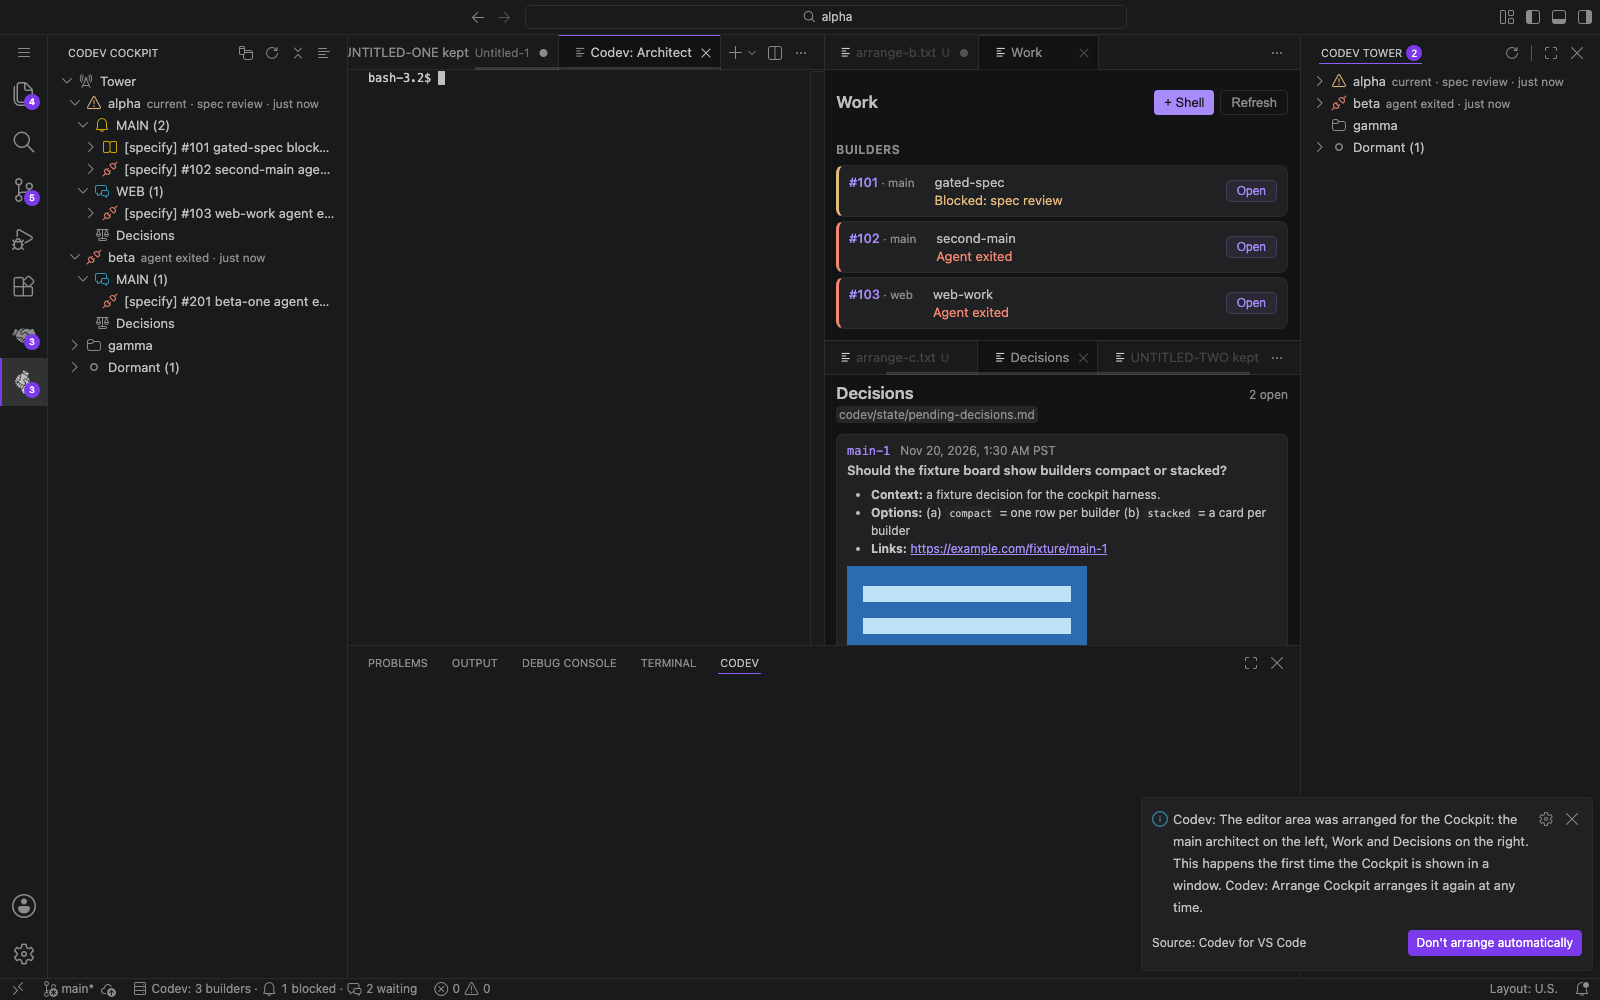 alpha
CODEV COCKPIT
Tower
alpha current · spec review · just now
MAIN (2)
[specify] #101 gated-spec block...
[specify] #102 second-main age...
WEB (1)
[specify] #103 web-work agent e...
Decisions
beta agent exited · just now
MAIN (1)
[specify] #201 beta-one agent e...
Decisions
gamma
Dormant (1)
4
5
3
3
UNTITLED-ONE kept Untitled-1
Codev: Architect
bash-3.2$
arrange-b.txt U
Work
Work
+ Shell
Refresh
BUILDERS
#101 · main
gated-spec
Blocked: spec review
Open
#102 · main
second-main
Agent exited
Open
#103 · web
web-work
Agent exited
Open
arrange-c.txt U
Decisions
UNTITLED-TWO kept
Decisions
2 open
codev/state/pending-decisions.md
main-1 Nov 20, 2026, 1:30 AM PST
Should the fixture board show builders compact or stacked?
• Context: a fixture decision for the cockpit harness.
• Options: (a) compact = one row per builder (b) stacked = a card per
builder
• Links: https://example.com/fixture/main-1
PROBLEMS
OUTPUT
DEBUG CONSOLE
TERMINAL
CODEV
CODEV TOWER 2
alpha current · spec review · just now
beta agent exited · just now
gamma
Dormant (1)
Codev: The editor area was arranged for the Cockpit: the
main architect on the left, Work and Decisions on the right.
This happens the first time the Cockpit is shown in a
window. Codev: Arrange Cockpit arranges it again at any
time.
Source: Codev for VS Code
Don't arrange automatically
main*
Codev: 3 builders · 1 blocked · 2 waiting
0
0
Layout: U.S.